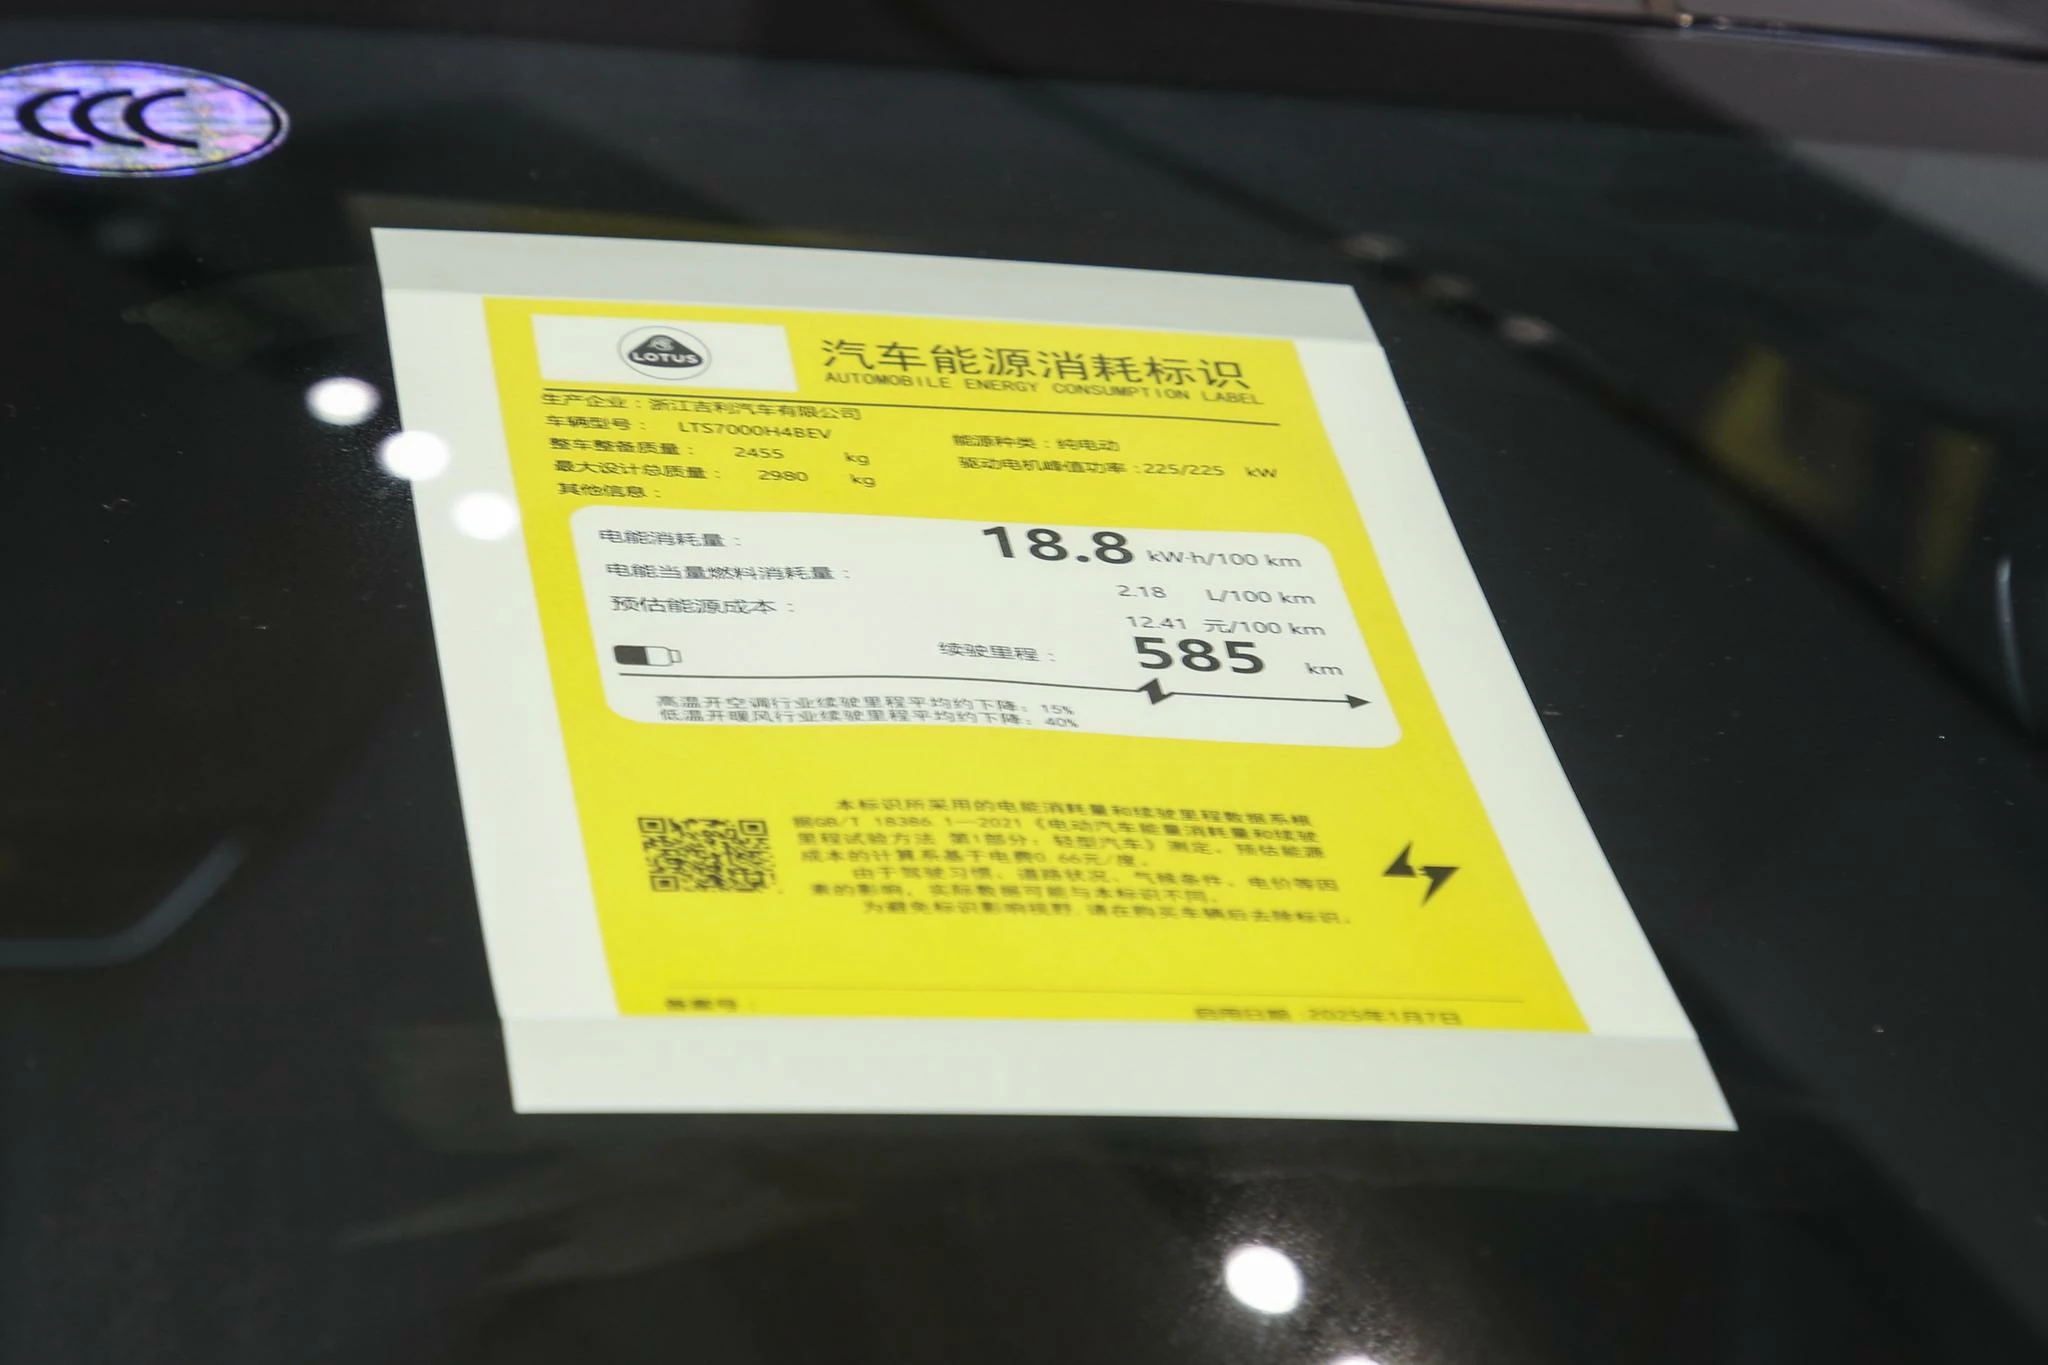 CCC
LOTUS
汽车能源消耗标识
AUTOMOBILE ENERGY CONSUMPTION LABEL
生产企业：浙江吉利汽车有限公司
车辆型号： LTS7000H4BEV
能源种类：纯电动
整车整备质量： 2455 kg
驱动电机峰值功率：225/225 kW
最大设计总质量： 2980 kg
其他信息：
电能消耗量： 18.8 kW·h/100 km
电能当量燃料消耗量： 2.18 L/100 km
预估能源成本： 12.41 元/100 km
续驶里程： 585 km
高温开空调行业续驶里程平均约下降：15%
低温开暖风行业续驶里程平均约下降：40%
本标识所采用的电能消耗量和续驶里程数据系根
据GB/T 18386.1—2021《电动汽车能量消耗量和续驶
里程试验方法 第1部分：轻型汽车》测定。预估能源
成本的计算系基于电费0.66元/度。
由于驾驶习惯、道路状况、气候条件、电价等因
素的影响，实际数据可能与本标识不同。
为避免标识影响视野,请在购买车辆后去除标识。
备案号：
启用日期：2025年1月7日